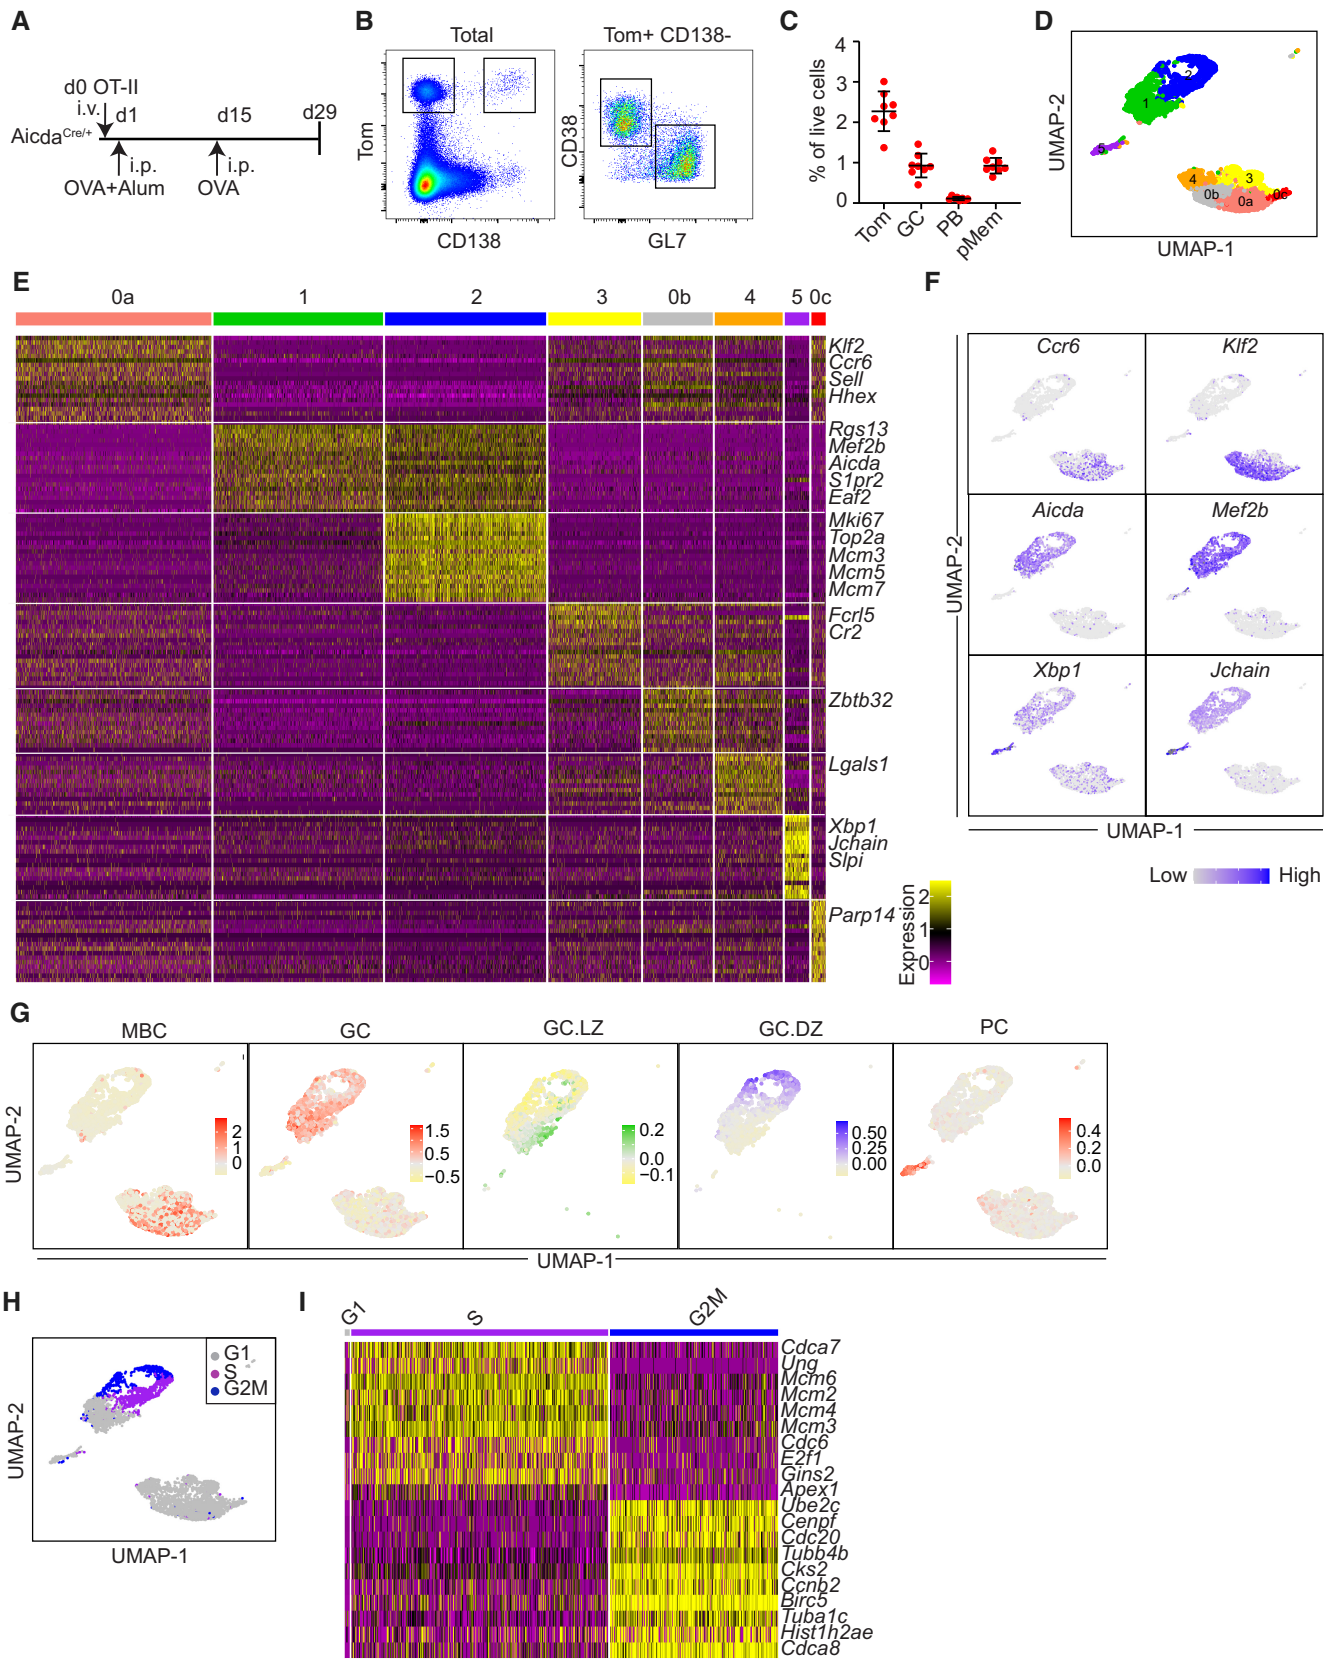 A
d0 OT-II
i.v.
d1
d15
d29
Aicda^Cre/+
i.p.
i.p.
OVA+Alum
OVA
B
Total
Tom+ CD138-
Tom
CD138
CD38
GL7
C
% of live cells
4
3
2
1
0
Tom
GC
PB
pMem
D
UMAP-2
UMAP-1
2
1
5
4
3
0b
0a
0c
E
0a
1
2
3
0b
4
5
0c
Klf2
Ccr6
Sell
Hhex
Rgs13
Mef2b
Aicda
S1pr2
Eaf2
Mki67
Top2a
Mcm3
Mcm5
Mcm7
Fcrl5
Cr2
Zbtb32
Lgals1
Xbp1
Jchain
Slpi
Parp14
Expression
2
1
0
F
Ccr6
Klf2
Aicda
Mef2b
Xbp1
Jchain
UMAP-2
UMAP-1
Low
High
G
MBC
GC
GC.LZ
GC.DZ
PC
UMAP-2
2
1
0
1.5
0.5
−0.5
0.2
0.0
−0.1
0.50
0.25
0.00
0.4
0.2
0.0
UMAP-1
H
G1
S
G2M
UMAP-2
UMAP-1
I
G1
S
G2M
Cdca7
Ung
Mcm6
Mcm2
Mcm4
Mcm3
Cdc6
E2f1
Gins2
Apex1
Ube2c
Cenpf
Cdc20
Tubb4b
Cks2
Ccnb2
Birc5
Tuba1c
Hist1h2ae
Cdca8